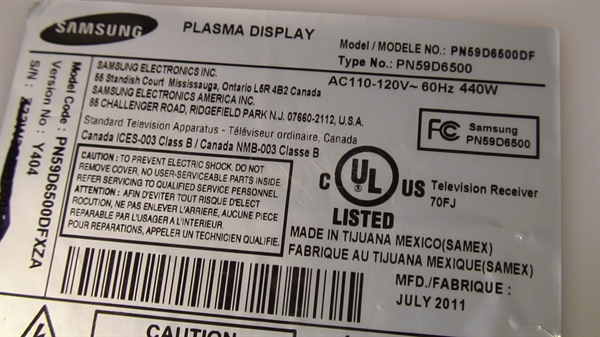 SAMSUNG
PLASMA DISPLAY
Model / MODELE NO.: PN59D6500DF
Type No.: PN59D6500
AC110-120V~ 60Hz 440W
SAMSUNG ELECTRONICS INC.
55 Standish Court Mississauga, Ontario L5R 4B2 Canada
SAMSUNG ELECTRONICS AMERICA INC.
85 CHALLENGER ROAD, RIDGEFIELD PARK N.J. 07660-2112, U.S.A.
Standard Television Apparatus - Téléviseur ordinaire, Canada
Canada ICES-003 Class B / Canada NMB-003 Classe B
FC Samsung
PN59D6500
CAUTION : TO PREVENT ELECTRIC SHOCK, DO NOT
REMOVE COVER, NO USER-SERVICEABLE PARTS INSIDE,
REFER SERVICING TO QUALIFIED SERVICE PERSONNEL.
ATTENTION : AFIN D'EVITER TOUT RISQUE D'ELECT
ROCUTION, NE PAS ENLEVER L'ARRIERE, AUCUNE PIECE
REPARABLE PAR L'USAGER A L'INTERIEUR
POUR REPARATIONS, APPELER UN TECHNICIEN QUALIFIE.
C UL US
LISTED
Television Receiver
70FJ
MADE IN TIJUANA MEXICO(SAMEX)
FABRIQUE AU TIJUANA MEXIQUE(SAMEX)
MFD./FABRIQUE :
JULY 2011
Model Code : PN59D6500DFXZA
Version No : Y404
S/N :
CAUTION